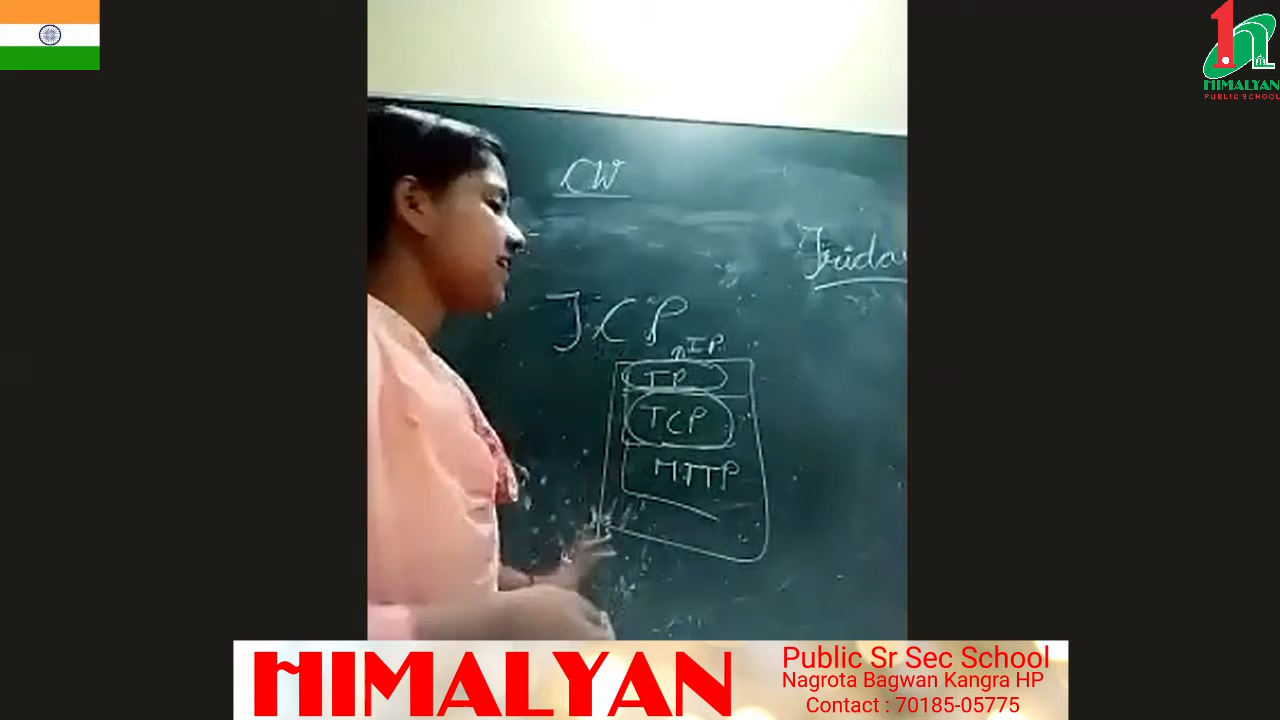 HIMALYAN
PUBLIC SCHOOL
CW
Friday
TCP
IP
IP
TCP
HTTP
HIMALYAN
Public Sr Sec School
Nagrota Bagwan Kangra HP
Contact : 70185-05775